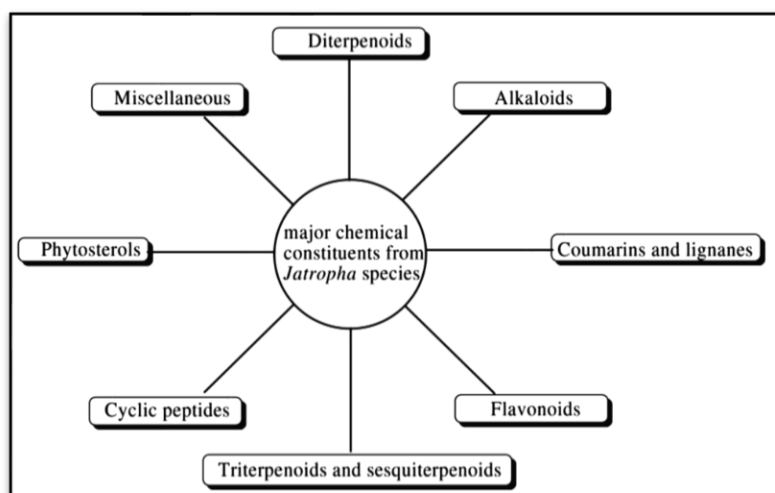 Diterpenoids
Miscellaneous
Alkaloids
major chemical
constituents from
Jatropha species
Phytosterols
Coumarins and lignanes
Cyclic peptides
Flavonoids
Triterpenoids and sesquiterpenoids